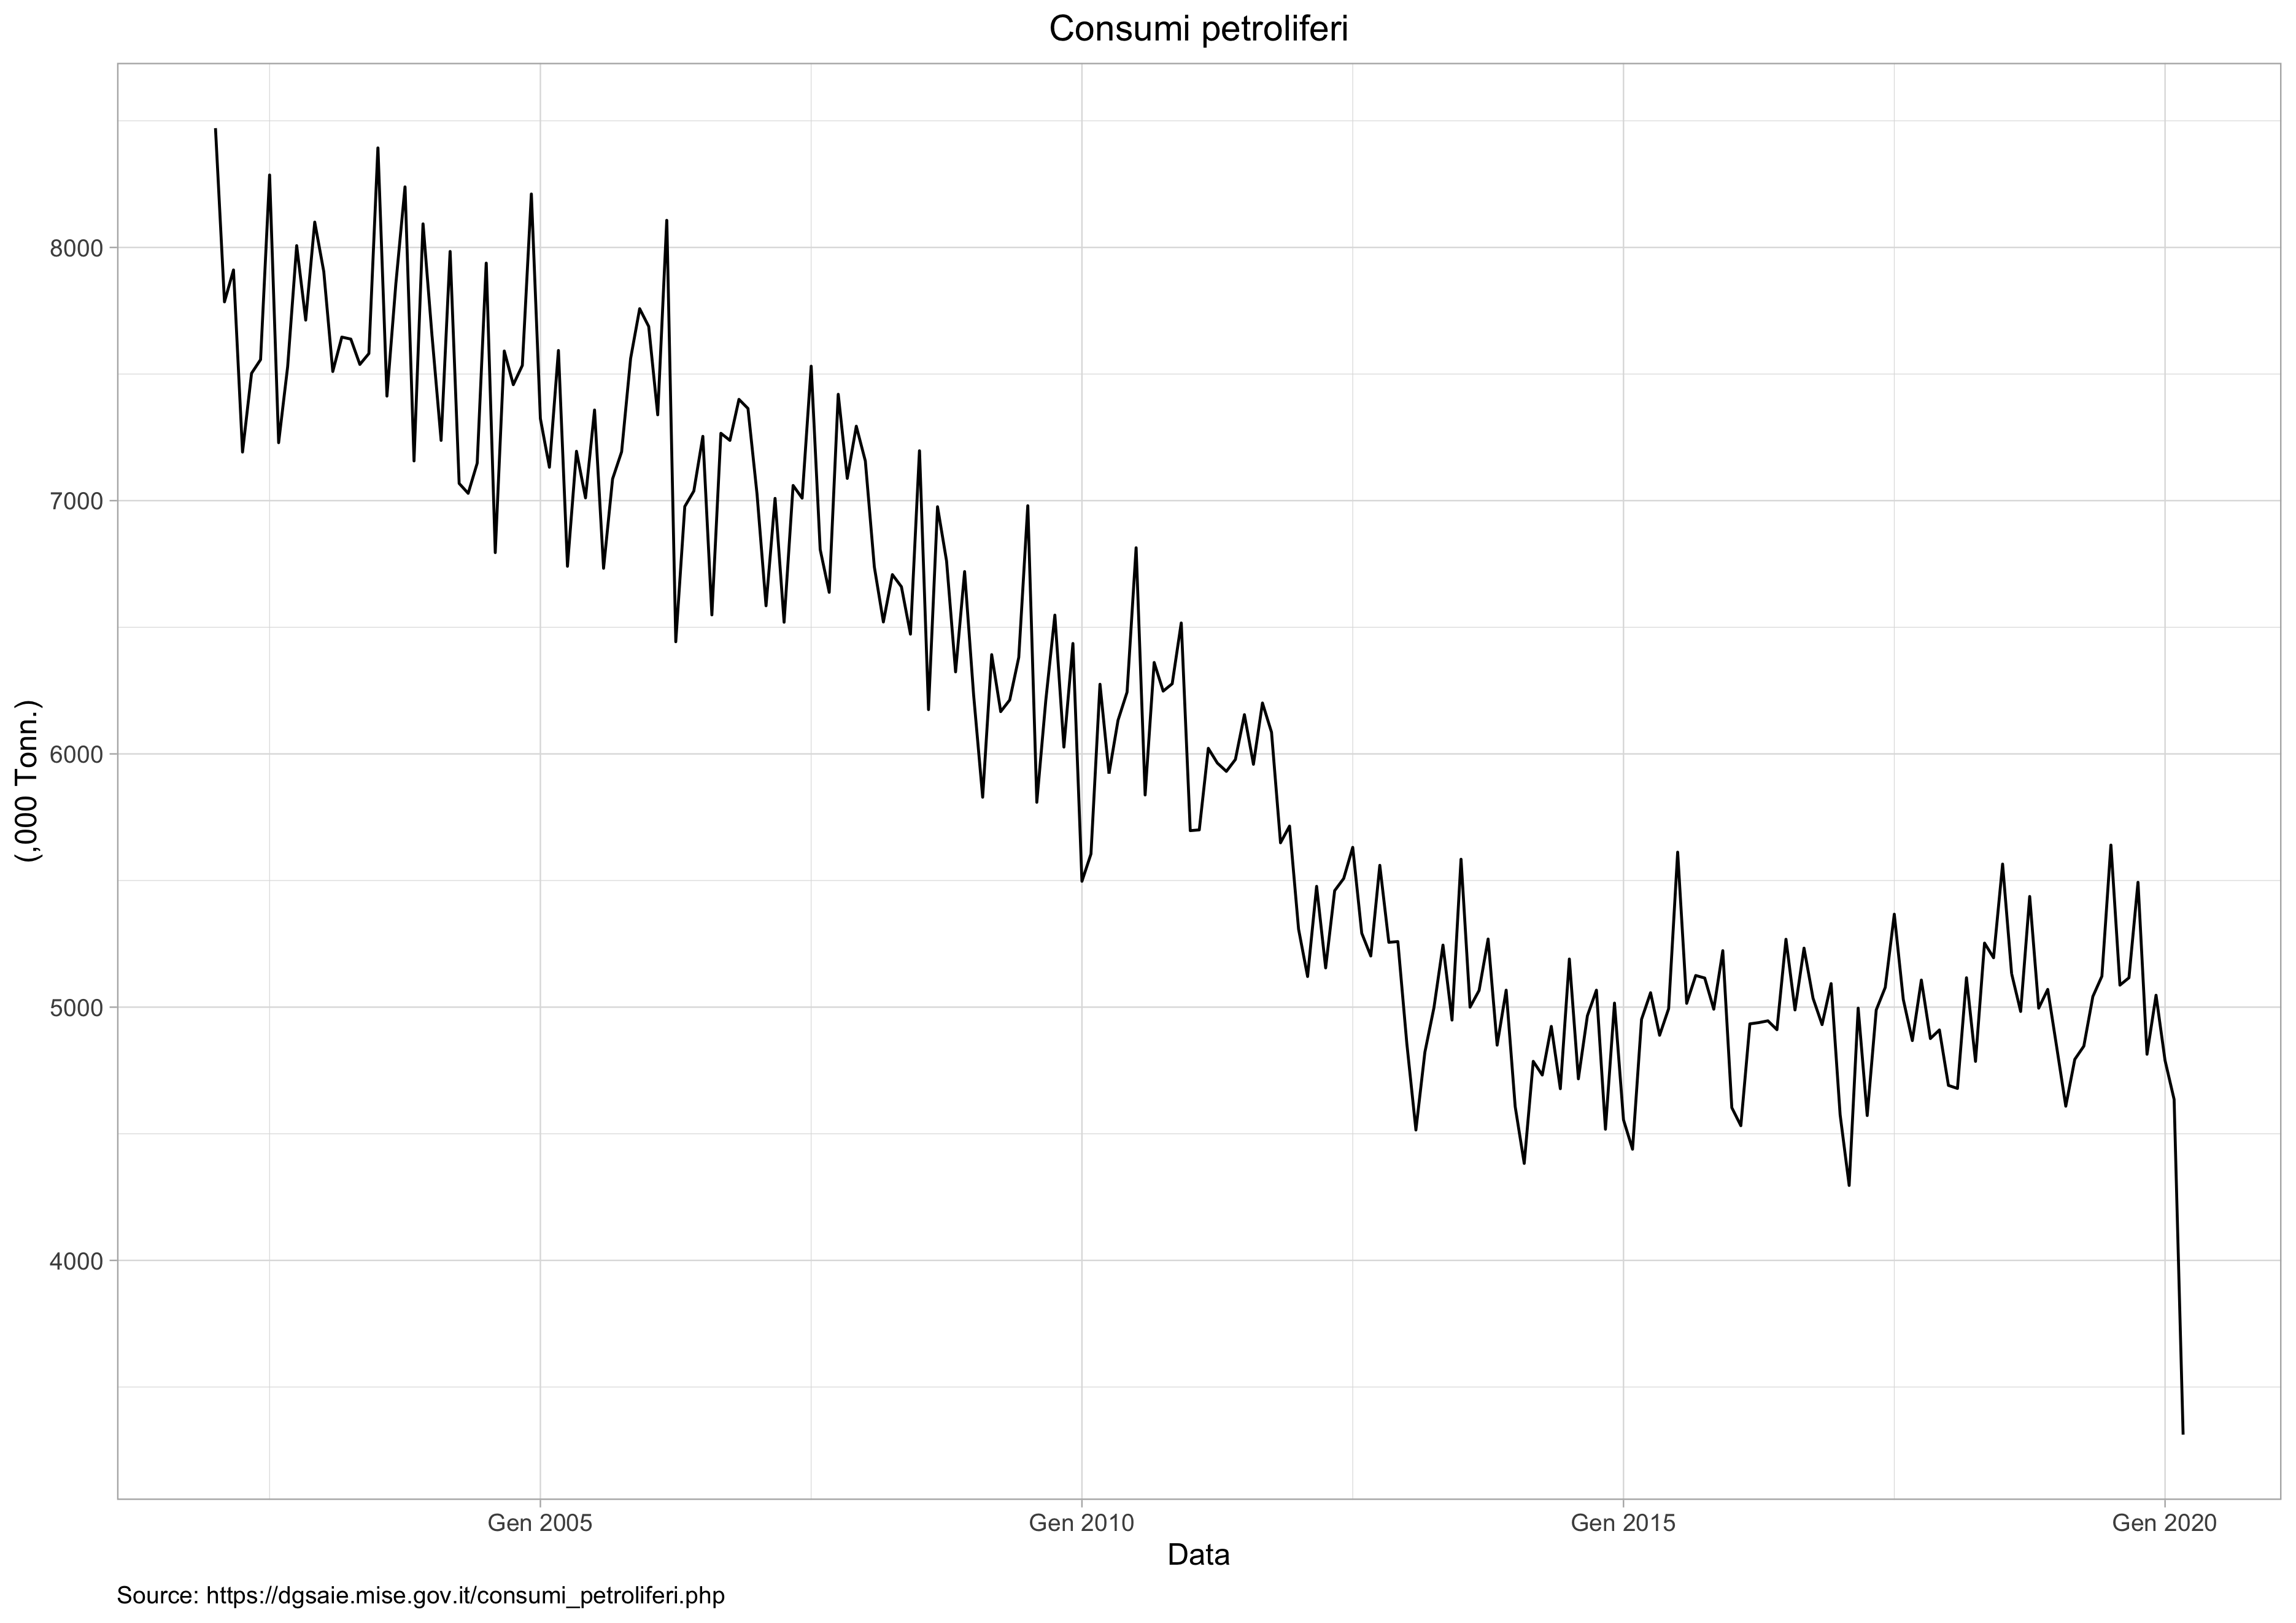 Consumi petroliferi
(,000 Tonn.)
8000
7000
6000
5000
4000
Gen 2005
Gen 2010
Gen 2015
Gen 2020
Data
Source: https://dgsaie.mise.gov.it/consumi_petroliferi.php